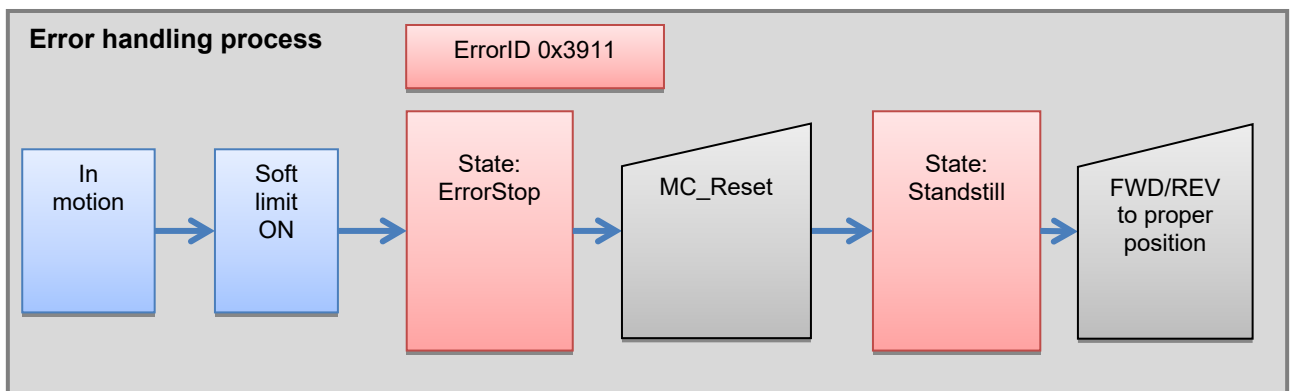 Error handling process
ErrorID 0x3911
In
motion
Soft
limit
ON
State:
ErrorStop
MC_Reset
State:
Standstill
FWD/REV
to proper
position